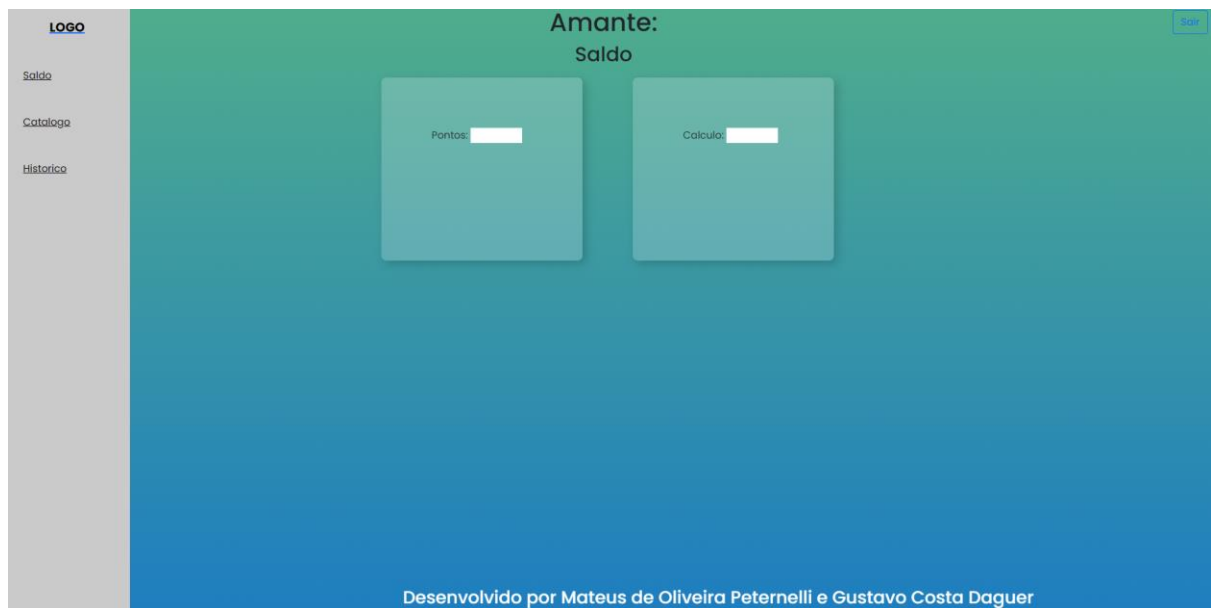 LOGO
Amante:
Sair
Saldo
Saldo
Catalogo
Historico
Pontos:
Calculo:
Desenvolvido por Mateus de Oliveira Peternelli e Gustavo Costa Daguer